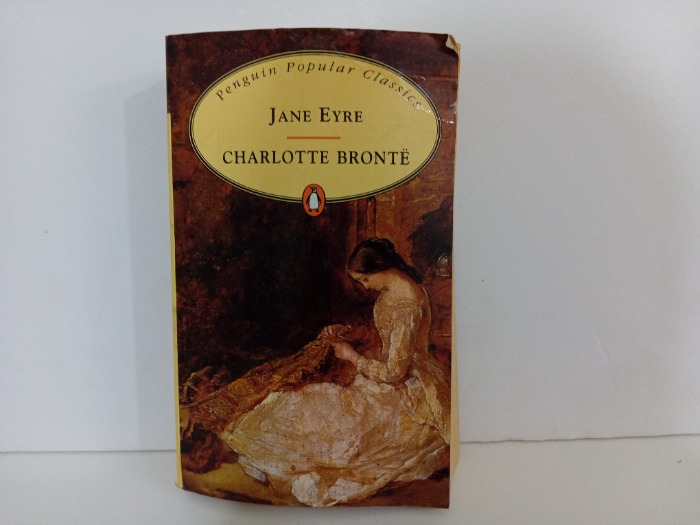 Penguin Popular Classics
JANE EYRE
CHARLOTTE BRONTË